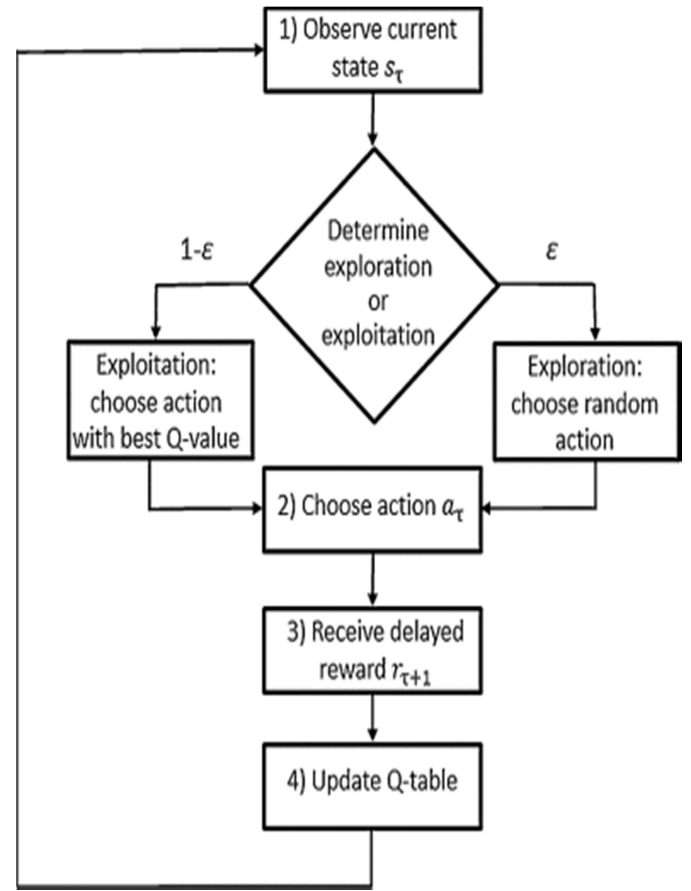 1) Observe current
state sτ
Determine
exploration
or
exploitation
1-ε
ε
Exploitation:
choose action
with best Q-value
Exploration:
choose random
action
2) Choose action aτ
3) Receive delayed
reward rτ+1
4) Update Q-table